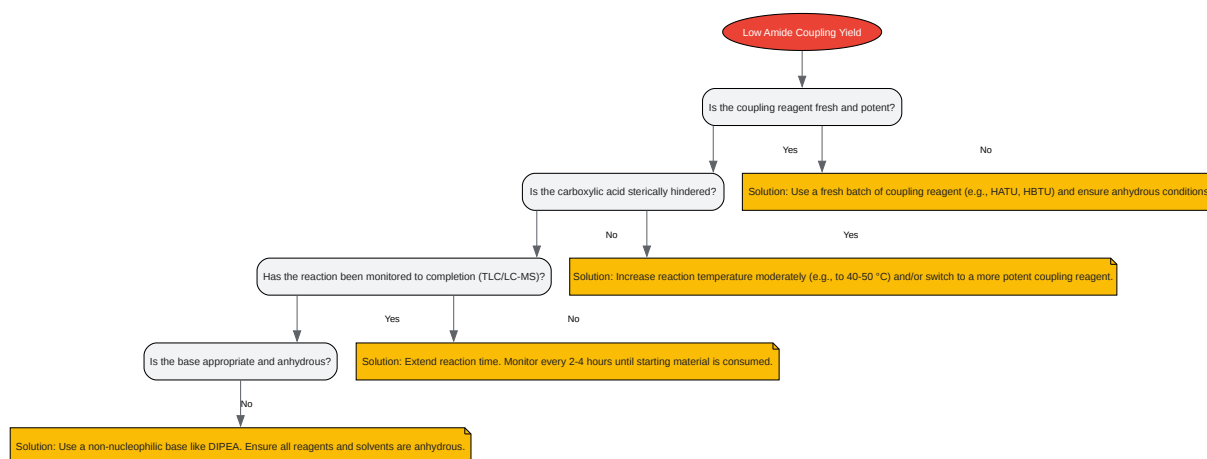 Low Amide Coupling Yield
Is the coupling reagent fresh and potent?
Yes
No
Is the carboxylic acid sterically hindered?
Solution: Use a fresh batch of coupling reagent (e.g., HATU, HBTU) and ensure anhydrous conditions
No
Yes
Has the reaction been monitored to completion (TLC/LC-MS)?
Solution: Increase reaction temperature moderately (e.g., to 40-50 °C) and/or switch to a more potent coupling reagent.
Yes
No
Is the base appropriate and anhydrous?
Solution: Extend reaction time. Monitor every 2-4 hours until starting material is consumed.
No
Solution: Use a non-nucleophilic base like DIPEA. Ensure all reagents and solvents are anhydrous.